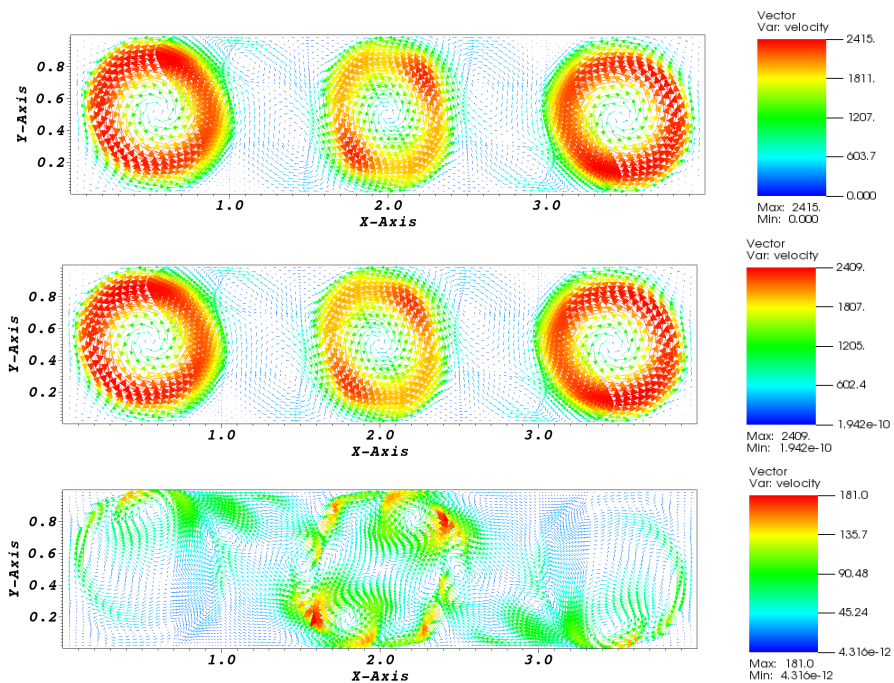 Vector
Var: velocity
2415.
1811.
1207.
603.7
0.000
Max: 2415.
Min: 0.000
Y-Axis
0.8
0.6
0.4
0.2
1.0
2.0
3.0
X-Axis
Vector
Var: velocity
2409.
1807.
1205.
602.4
1.942e-10
Max: 2409.
Min: 1.942e-10
Y-Axis
0.8
0.6
0.4
0.2
1.0
2.0
3.0
X-Axis
Vector
Var: velocity
181.0
135.7
90.48
45.24
4.316e-12
Max: 181.0
Min: 4.316e-12
Y-Axis
0.8
0.6
0.4
0.2
1.0
2.0
3.0
X-Axis